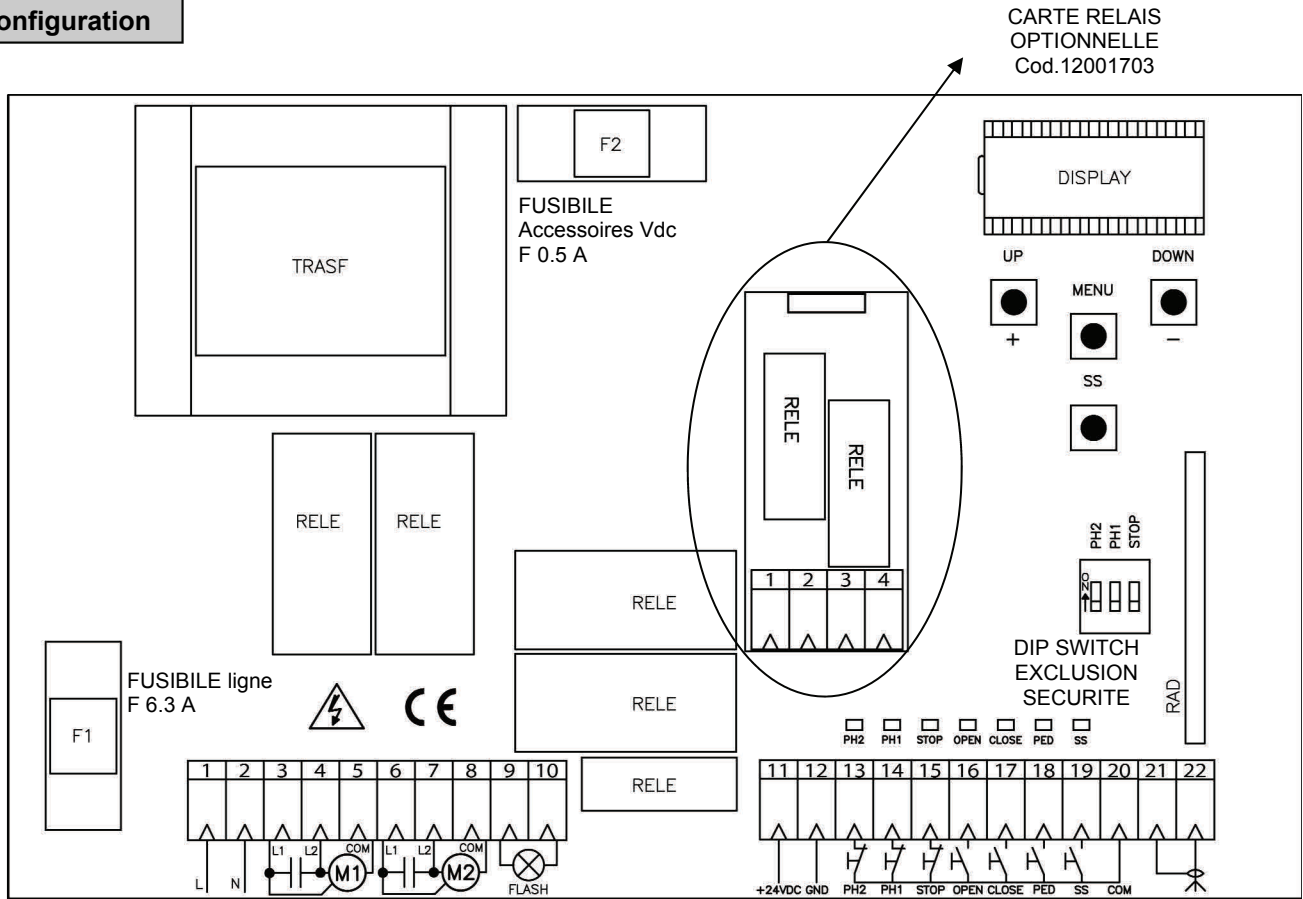 onfiguration
CARTE RELAIS
OPTIONNELLE
Cod.12001703
F2
FUSIBILE
Accessoires Vdc
F 0.5 A
TRASF
DISPLAY
UP
DOWN
MENU
+
−
SS
RELE
RELE
1 2 3 4
RELE
RELE
RELE
RELE
RELE
PH2
PH1
STOP
ON
DIP SWITCH
EXCLUSION
SECURITE
RAD
FUSIBILE ligne
F 6.3 A
F1
CE
PH2 PH1 STOP OPEN CLOSE PED SS
1 2 3 4 5 6 7 8 9 10
11 12 13 14 15 16 17 18 19 20 21 22
L1 L2 COM L1 L2 COM
M1 M2
L N
FLASH
+24VDC GND PH2 PH1 STOP OPEN CLOSE PED SS COM